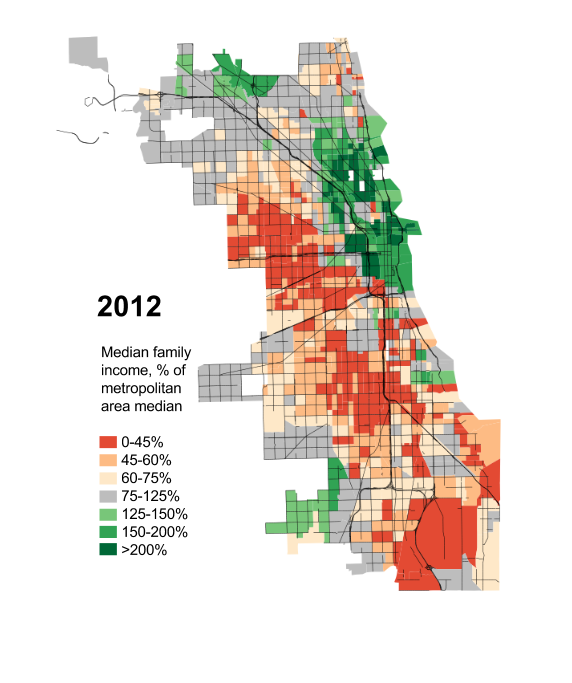 2012
Median family
income, % of
metropolitan
area median
0-45%
45-60%
60-75%
75-125%
125-150%
150-200%
>200%